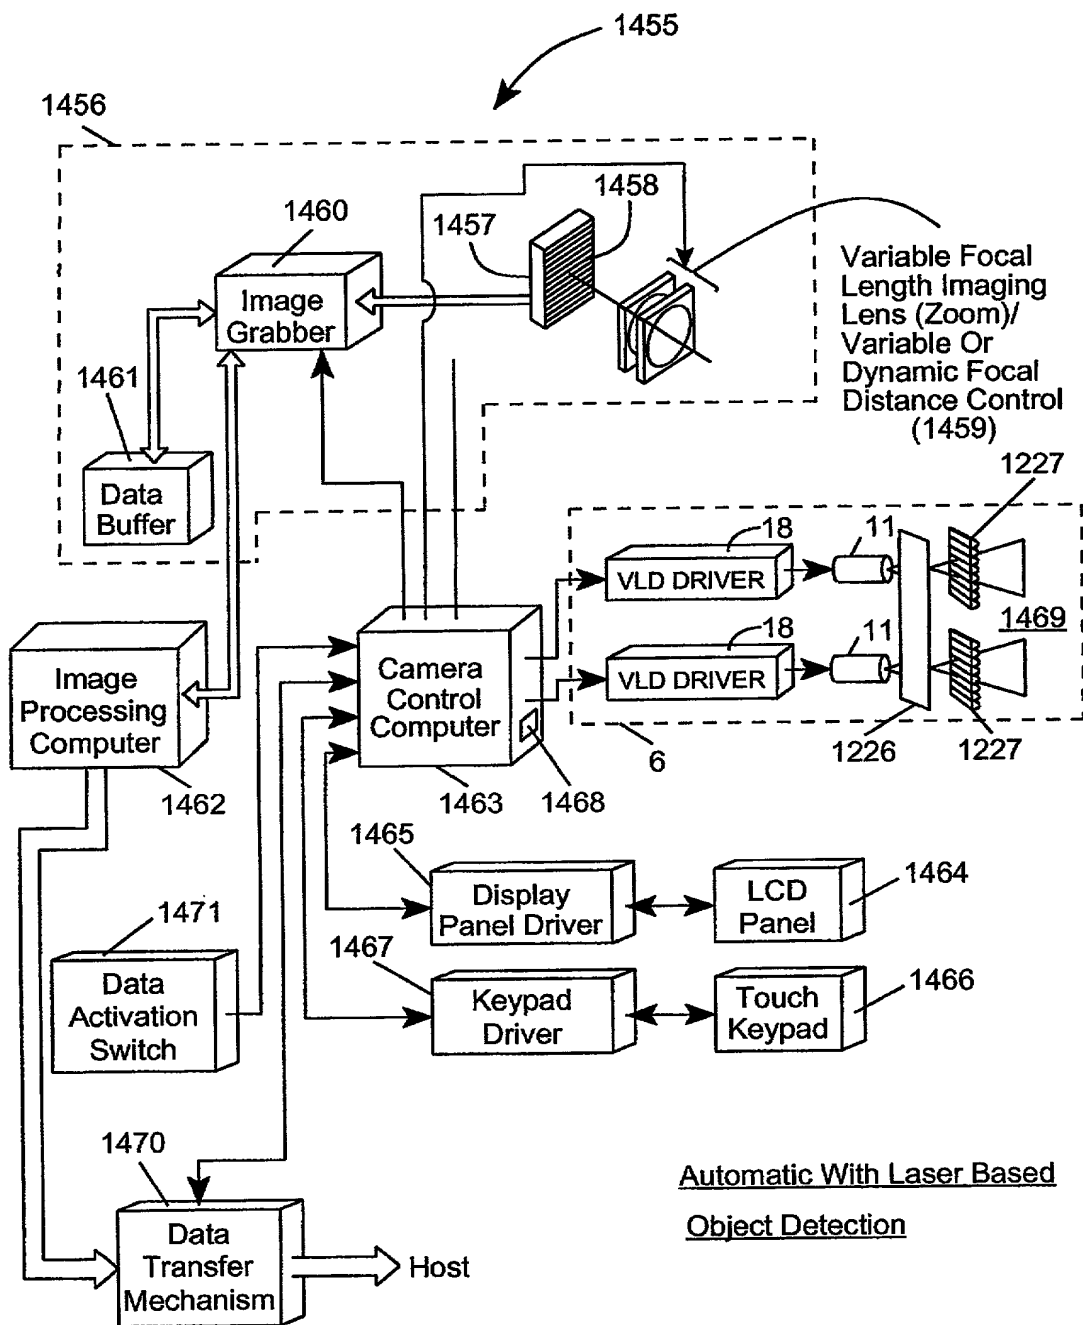 1455
1456
1460
1457
1458
Image
Grabber
Variable Focal
Length Imaging
Lens (Zoom)/
Variable Or
Dynamic Focal
Distance Control
(1459)
1461
Data
Buffer
1227
18
11
VLD DRIVER
18
11
1469
VLD DRIVER
Image
Processing
Computer
Camera
Control
Computer
6
1226
1227
1462
1463
1468
1465
Display
Panel Driver
LCD
Panel
1464
1471
Data
Activation
Switch
1467
Keypad
Driver
Touch
Keypad
1466
1470
Data
Transfer
Mechanism
Host
Automatic With Laser Based
Object Detection